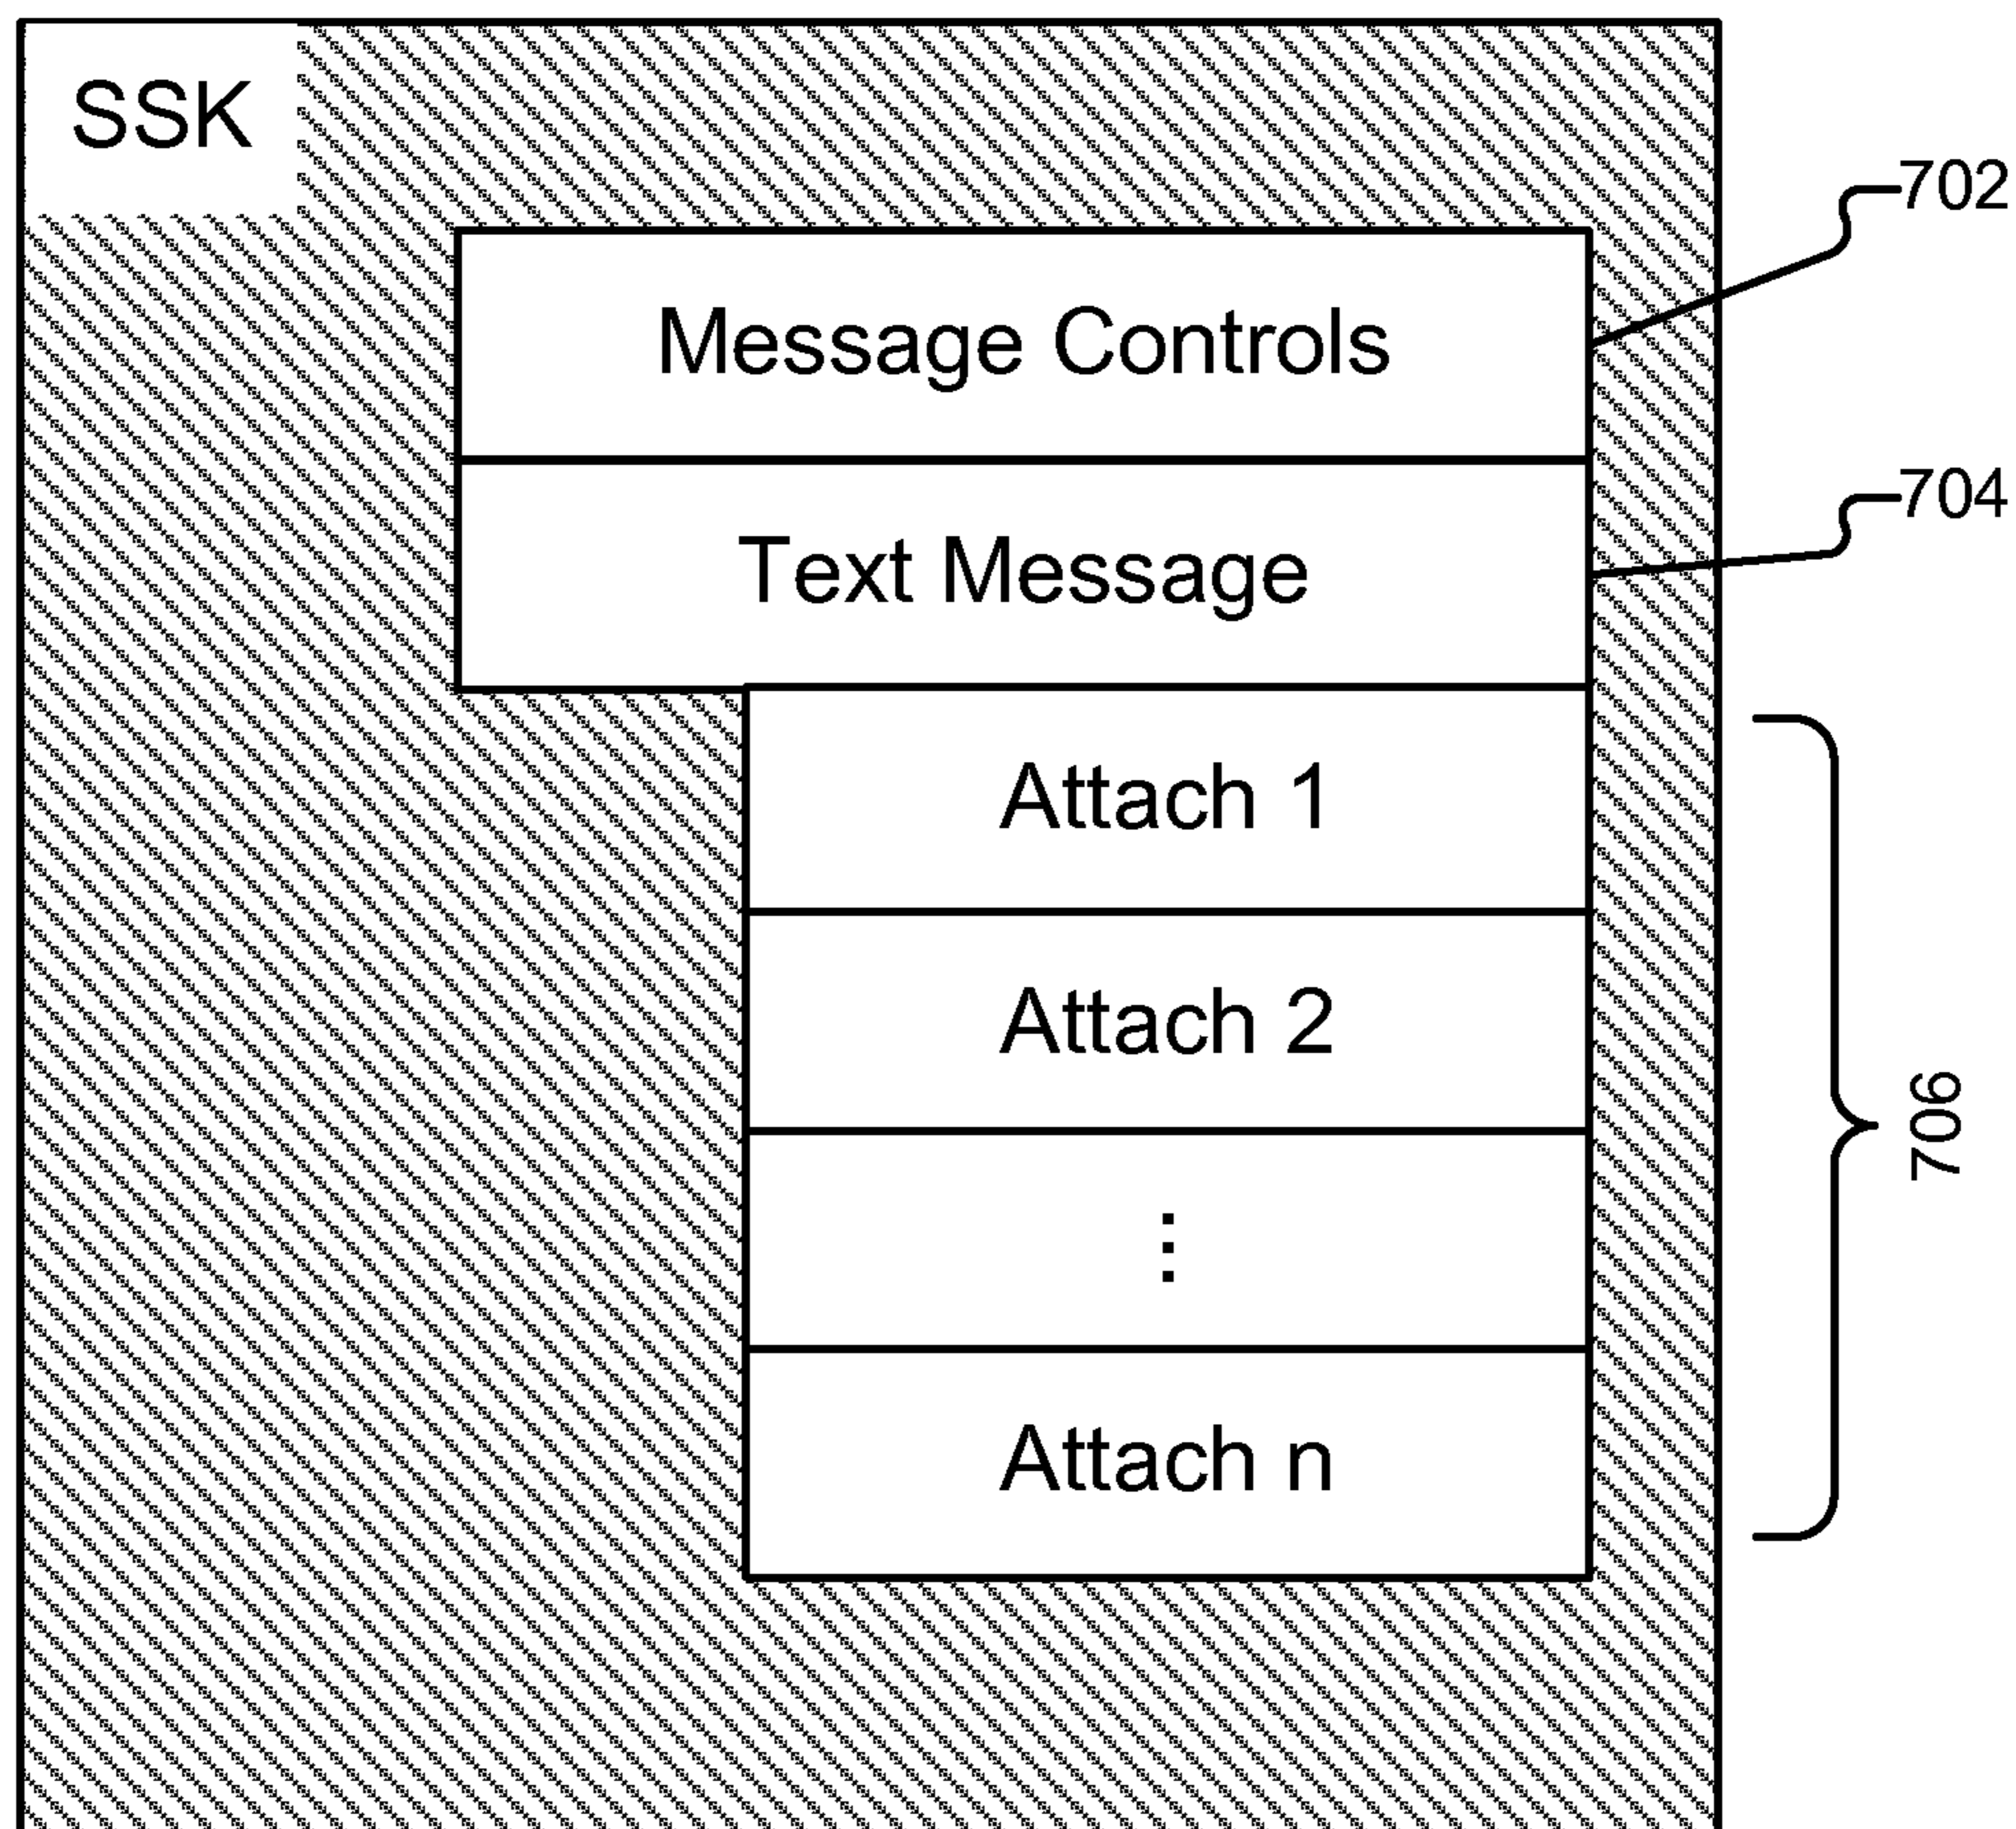 SSK
702
Message Controls
704
Text Message
Attach 1
Attach 2
706
⋮
Attach n